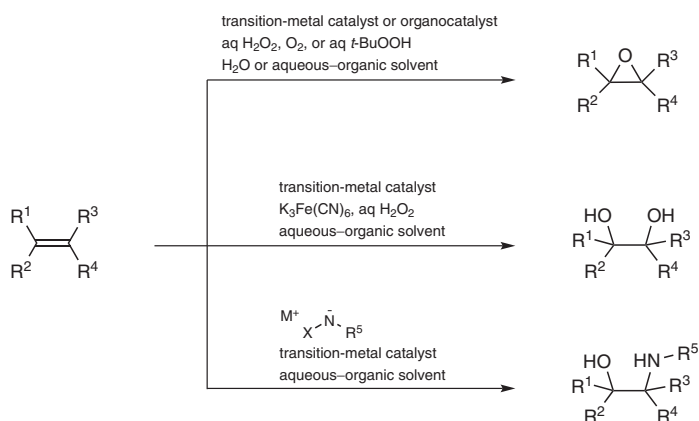 transition-metal catalyst or organocatalyst
aq H₂O₂, O₂, or aq t-BuOOH
H₂O or aqueous–organic solvent
R¹ O R³
R² R⁴
transition-metal catalyst
K₃Fe(CN)₆, aq H₂O₂
aqueous–organic solvent
R¹ R³
R² R⁴
HO OH
R¹ R³
R² R⁴
M⁺ X N⁻ R⁵
transition-metal catalyst
aqueous–organic solvent
HO HN R⁵
R¹ R³
R² R⁴